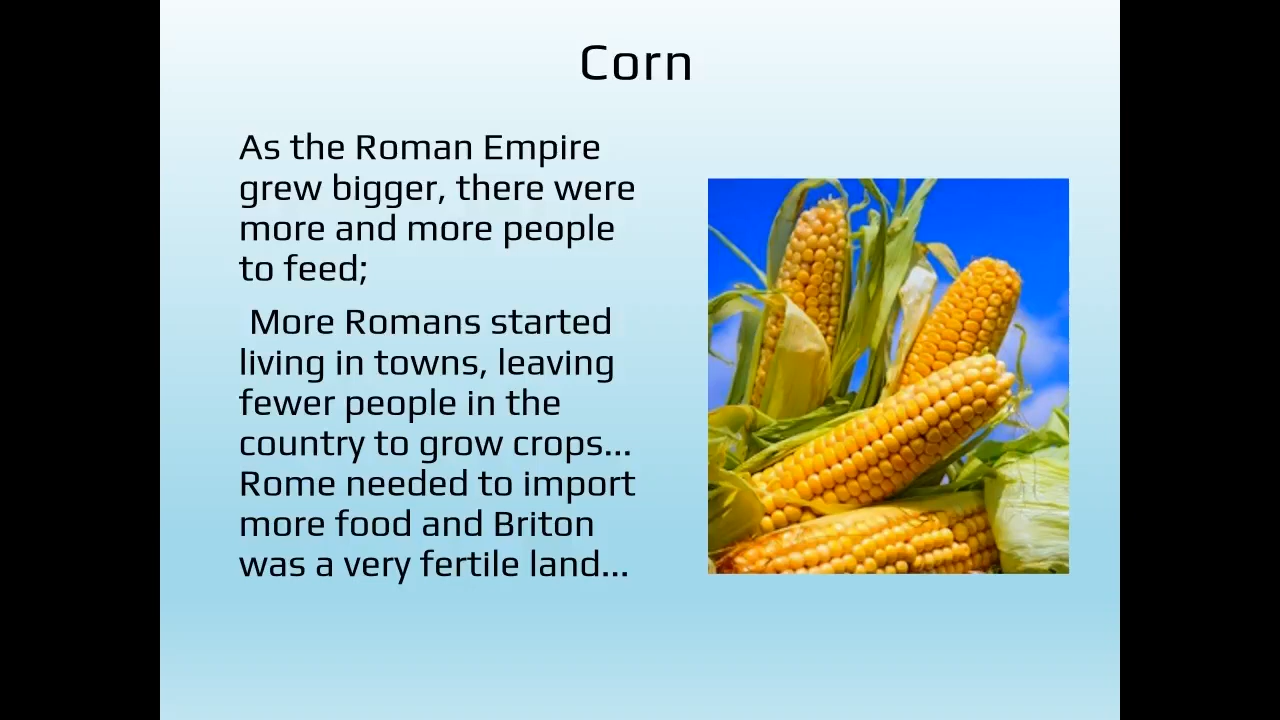 Corn
As the Roman Empire
grew bigger, there were
more and more people
to feed;
More Romans started
living in towns, leaving
fewer people in the
country to grow crops...
Rome needed to import
more food and Briton
was a very fertile land...